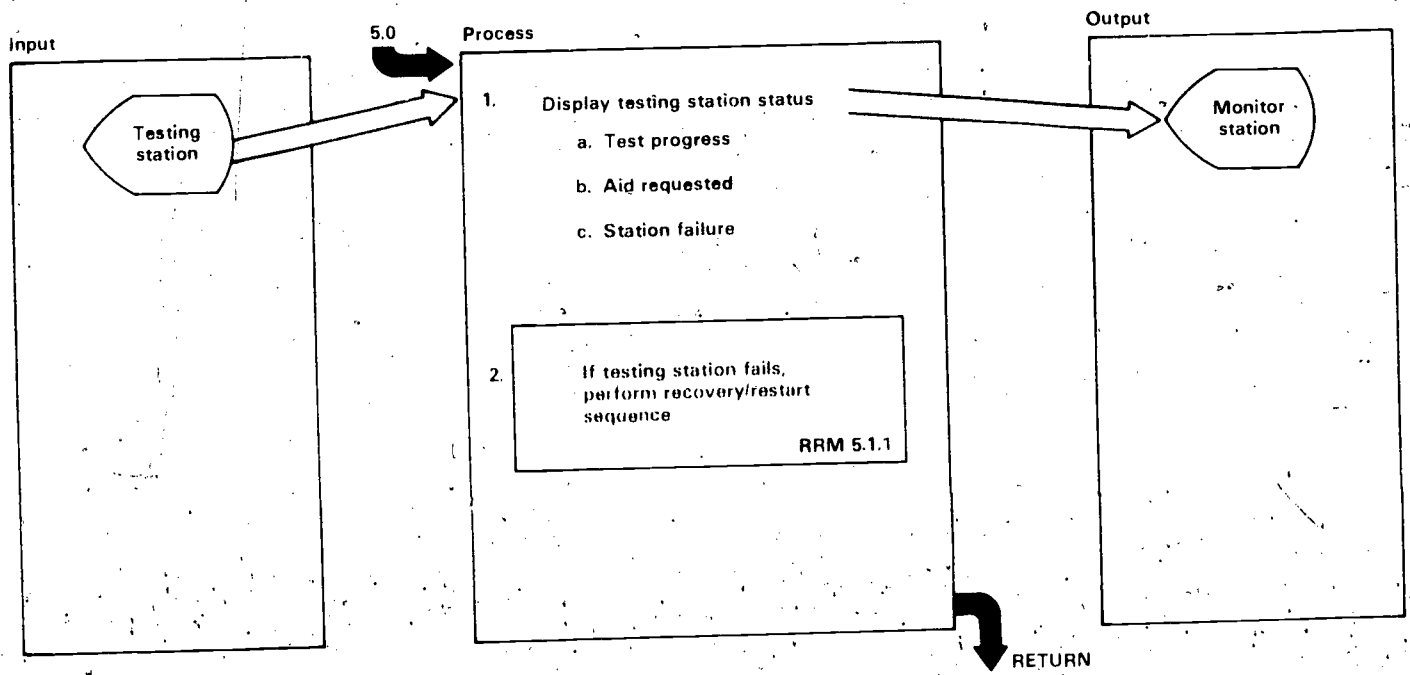 Input
5.0
Process
Output
Testing
station
1. Display testing station status
a. Test progress
b. Aid requested
c. Station failure
Monitor
station
2. If testing station fails,
perform recovery/restart
sequence
RRM 5.1.1
RETURN